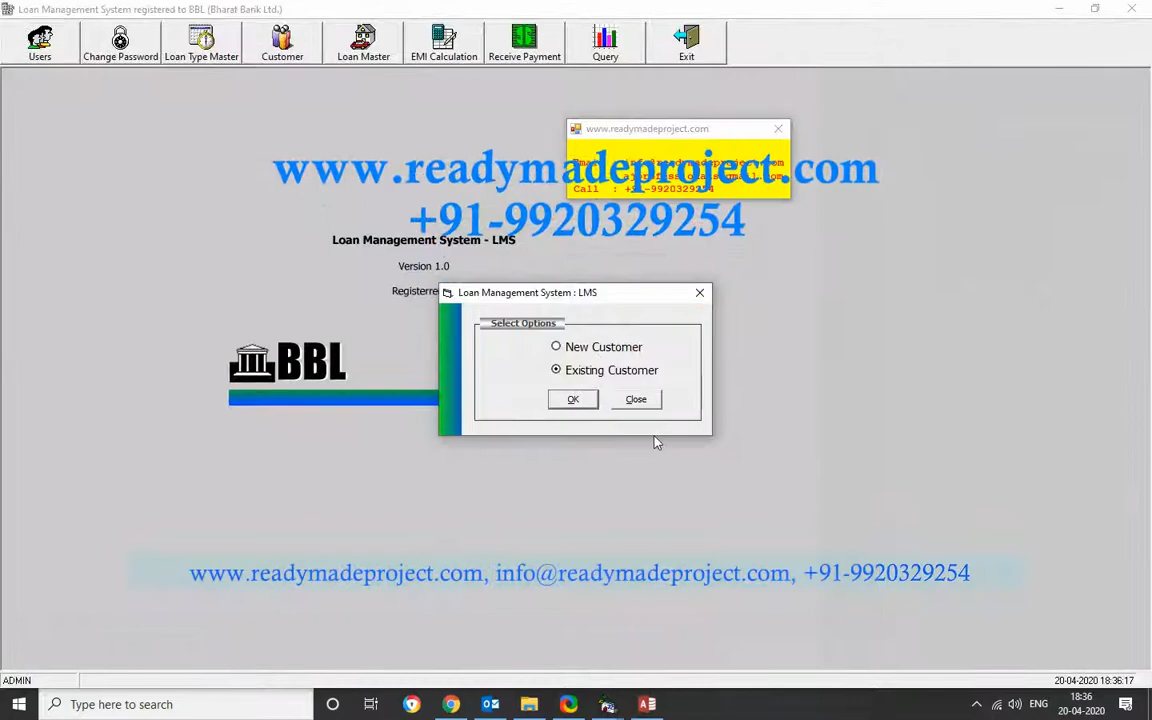 Loan Management System registered to BBL (Bharat Bank Ltd.)
Users
Change Password
Loan Type Master
Customer
Loan Master
EMI Calculation
Receive Payment
Query
Exit
www.readymadeproject.com
Email : info@readymadeproject.com
Call : +91-9920329254
www.readymadeproject.com
+91-9920329254
Loan Management System - LMS
Version 1.0
Loan Management System : LMS
Select Options
New Customer
Existing Customer
OK
Close
BBL
www.readymadeproject.com, info@readymadeproject.com, +91-9920329254
ADMIN
20-04-2020 18:36:17
Type here to search
ENG
18:36
20-04-2020